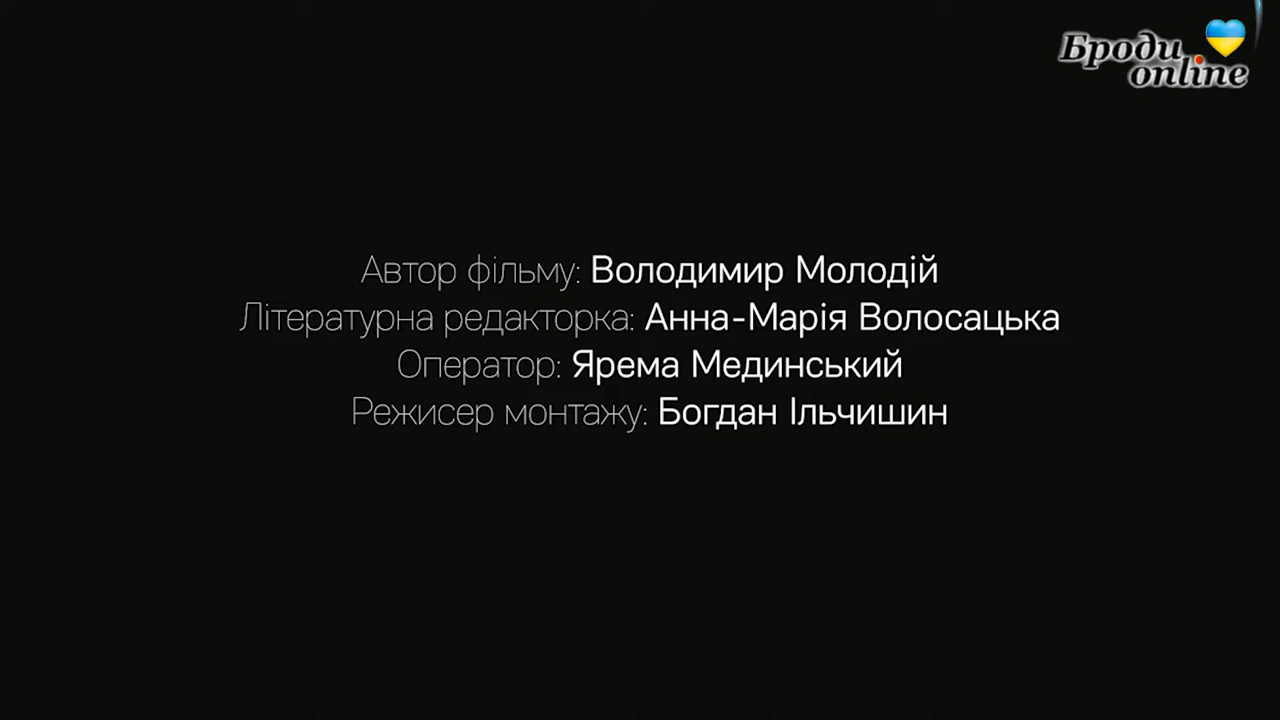 Броди
online
Автор фільму: Володимир Молодій
Літературна редакторка: Анна-Марія Волосацька
Оператор: Ярема Мединський
Режисер монтажу: Богдан Ільчишин